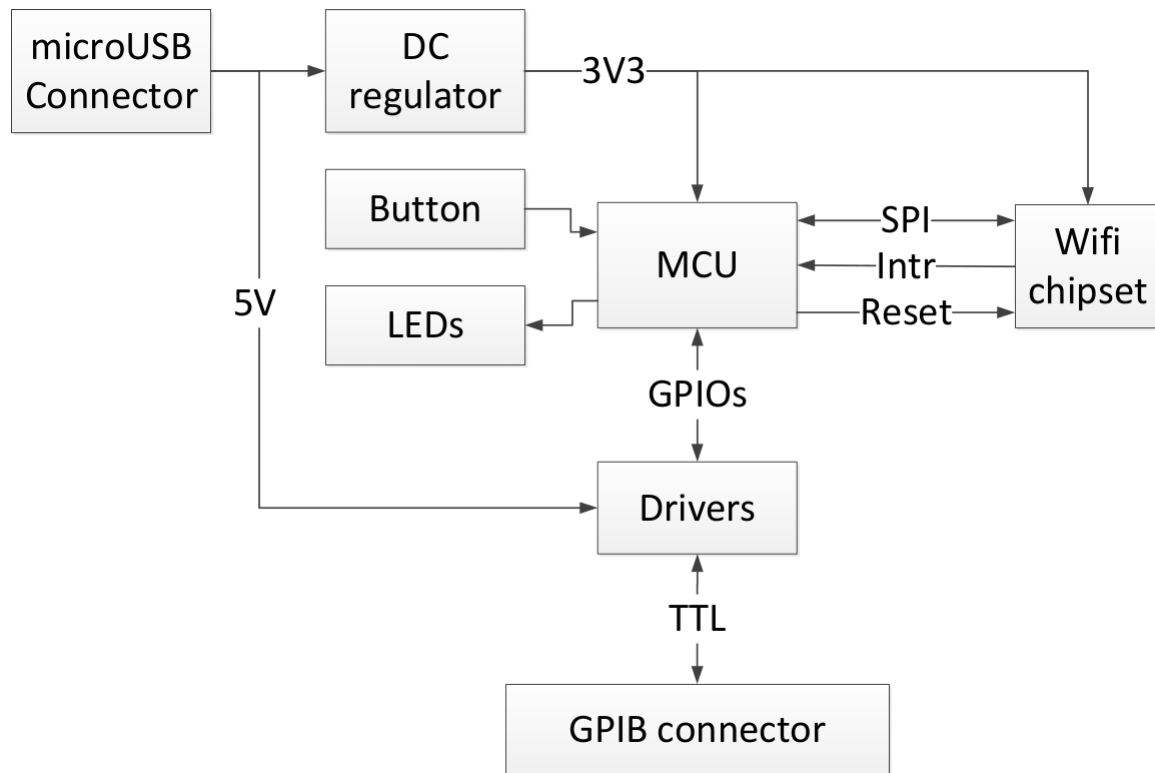 microUSB
Connector
DC
regulator
3V3
Button
MCU
SPI
Intr
Reset
Wifi
chipset
5V
LEDs
GPIOs
Drivers
TTL
GPIB connector